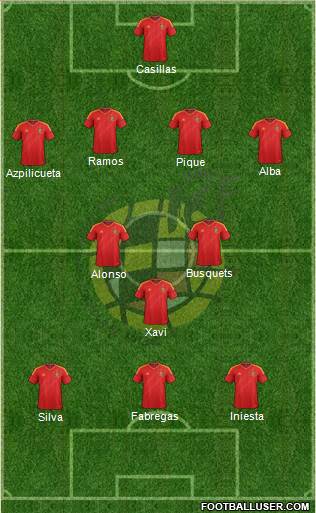 Casillas
Azpilicueta
Ramos
Pique
Alba
Alonso
Busquets
Xavi
Silva
Fabregas
Iniesta
FOOTBALLUSER.COM